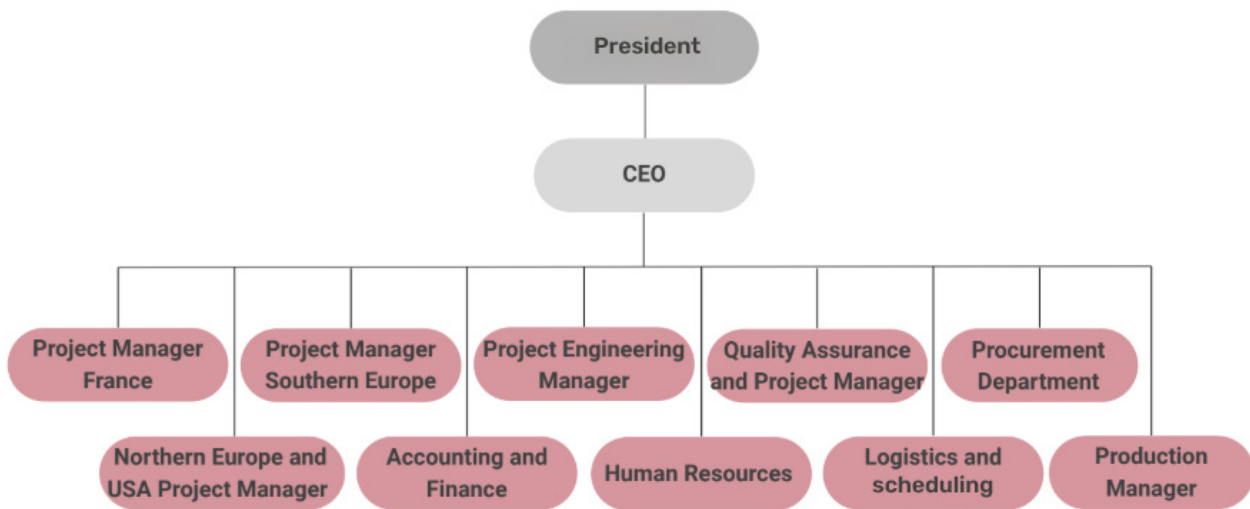 President
CEO
Project Manager
France
Project Manager
Southern Europe
Project Engineering
Manager
Quality Assurance
and Project Manager
Procurement
Department
Northern Europe and
USA Project Manager
Accounting and
Finance
Human Resources
Logistics and
scheduling
Production
Manager